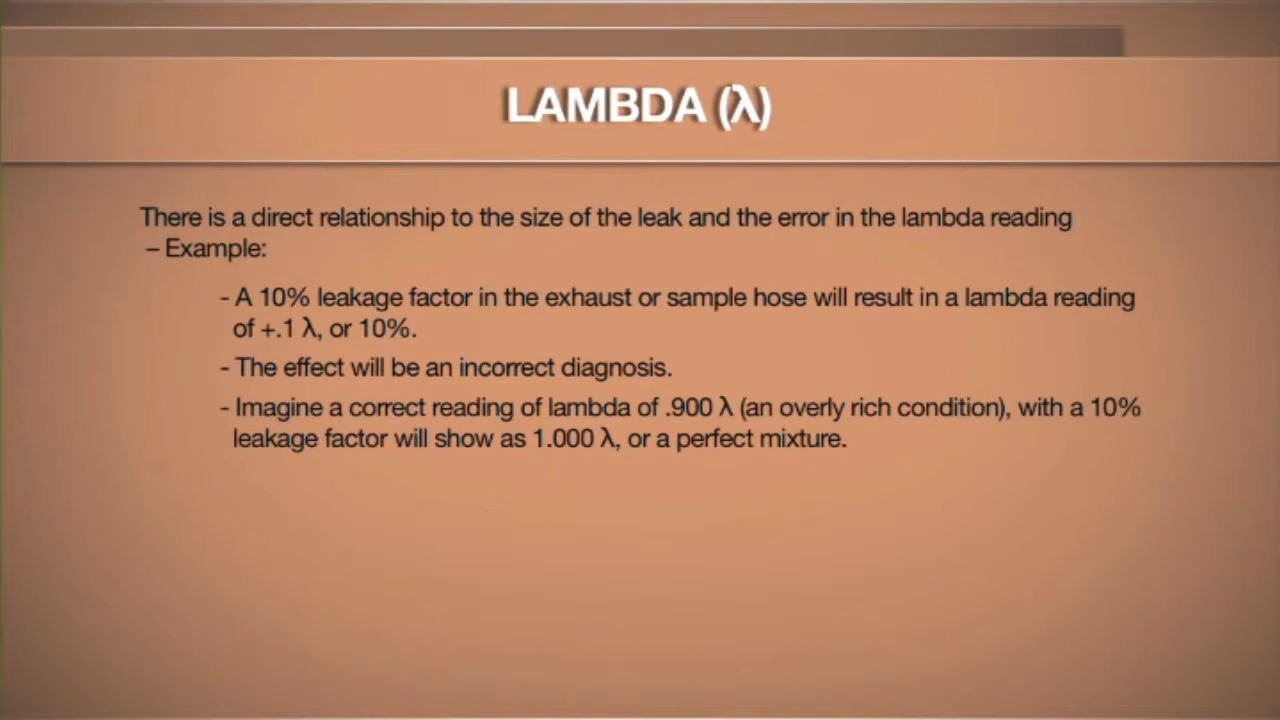 LAMBDA (λ)
There is a direct relationship to the size of the leak and the error in the lambda reading
– Example:
- A 10% leakage factor in the exhaust or sample hose will result in a lambda reading
of +.1 λ, or 10%.
- The effect will be an incorrect diagnosis.
- Imagine a correct reading of lambda of .900 λ (an overly rich condition), with a 10%
leakage factor will show as 1.000 λ, or a perfect mixture.